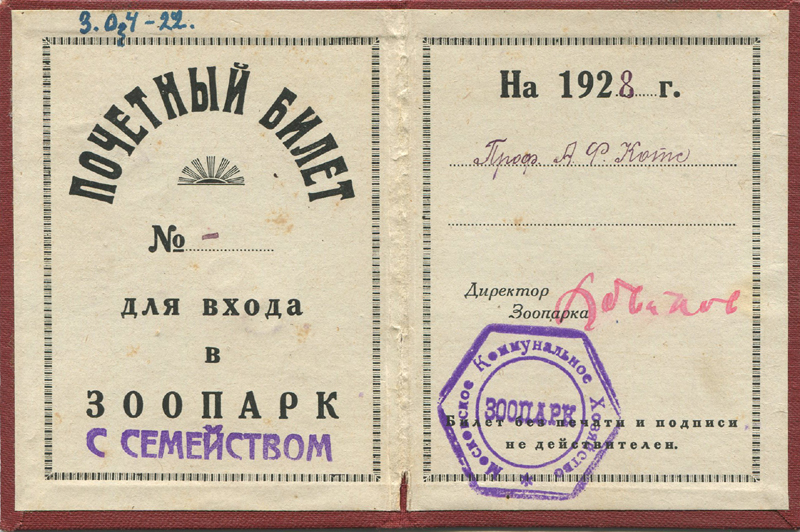 3. Оз4-22.
ПОЧЕТНЫЙ БИЛЕТ
№ -
для входа
в
ЗООПАРК
С СЕМЕЙСТВОМ
На 1928 г.
Проф. А. Ф. Котс
Директор
Зоопарка
Московское Коммунальное Хозяйство
ЗООПАРК
Билет без печати и подписи
не действителен.